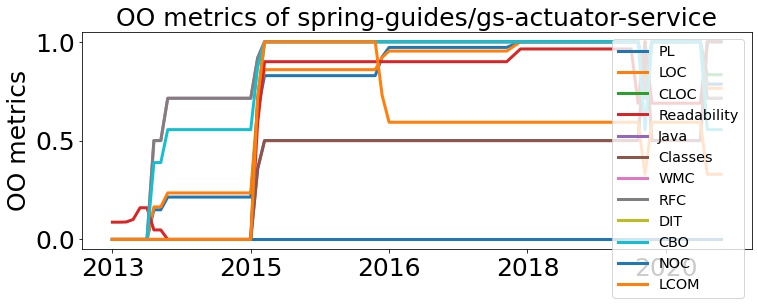 OO metrics of spring-guides/gs-actuator-service
OO metrics
1.0
0.5
0.0
2013
2015
2016
2018
2020
PL
LOC
CLOC
Readability
Java
Classes
WMC
RFC
DIT
CBO
NOC
LCOM